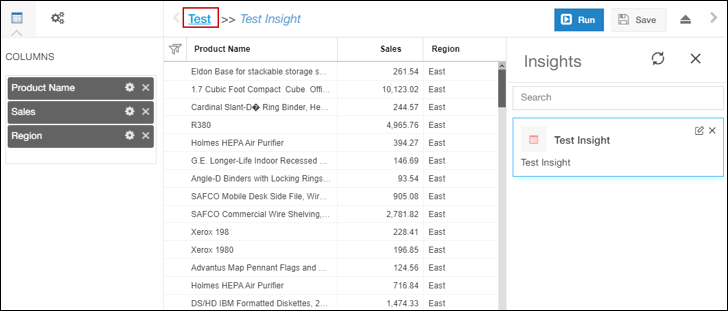 Test >> Test Insight
Run
Save
COLUMNS
Product Name
Sales
Region
Product Name Sales Region
Eldon Base for stackable storage s... 261.54 East
1.7 Cubic Foot Compact Cube Offi... 10,123.02 East
Cardinal Slant-D� Ring Binder, He... 244.57 East
R380 4,965.76 East
Holmes HEPA Air Purifier 394.27 East
G.E. Longer-Life Indoor Recessed ... 146.69 East
Angle-D Binders with Locking Rings... 93.54 East
SAFCO Mobile Desk Side File, Wir... 905.08 East
SAFCO Commercial Wire Shelving,... 2,781.82 East
Xerox 198 228.41 East
Xerox 1980 196.85 East
Advantus Map Pennant Flags and ... 124.56 East
Holmes HEPA Air Purifier 716.84 East
DS/HD IBM Formatted Diskettes, 2... 1,474.33 East
Insights
Search
Test Insight
Test Insight